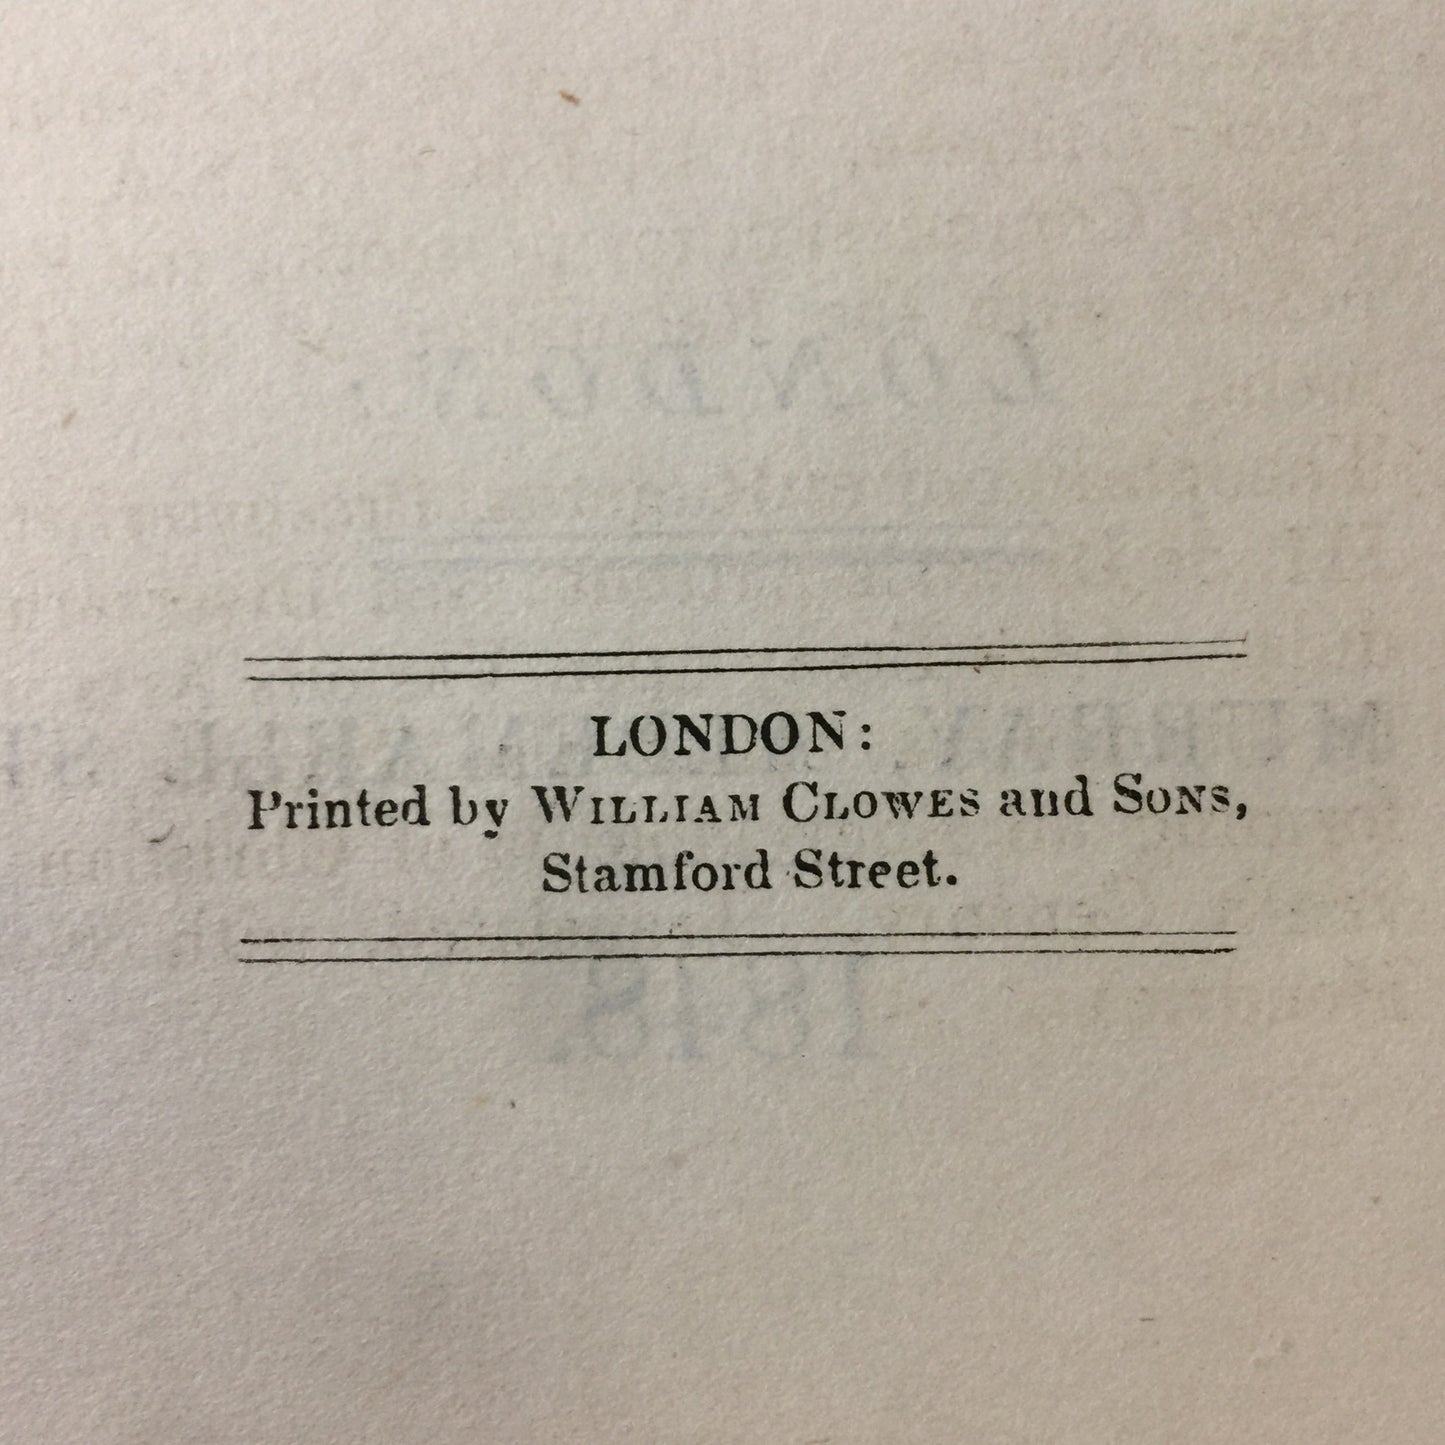 LONDON:
Printed by WILLIAM CLOWES and SONS,
Stamford Street.